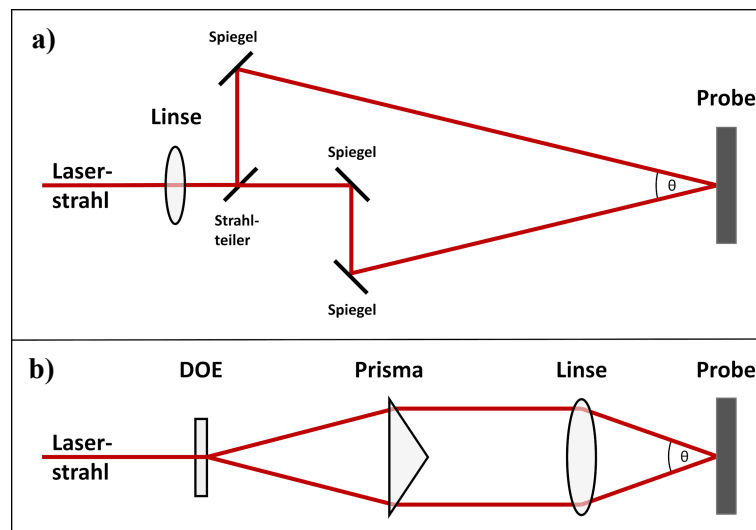 a)
Spiegel
Linse
Probe
Laser-
strahl
Spiegel
θ
Strahl-
teiler
Spiegel
b)
DOE
Prisma
Linse
Probe
Laser-
strahl
θ